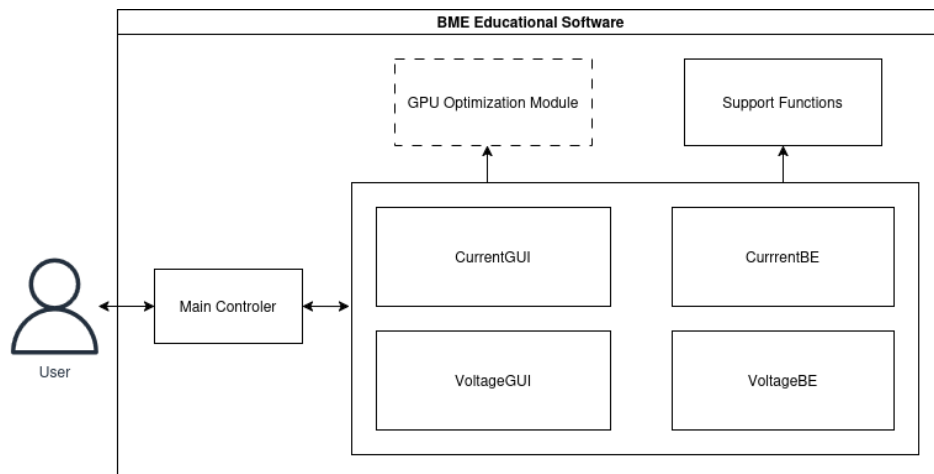 BME Educational Software
GPU Optimization Module
Support Functions
CurrentGUI
CurrrentBE
Main Controler
VoltageGUI
VoltageBE
User